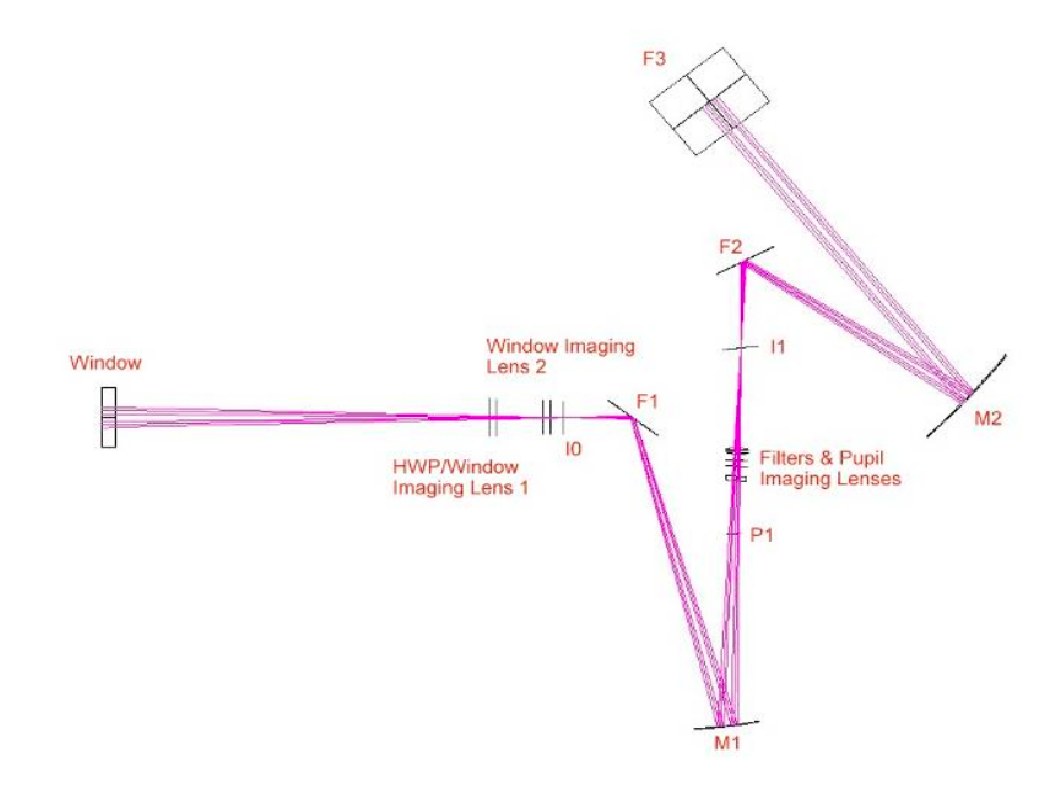 F3
F2
Window
Window Imaging
Lens 2
I1
F1
M2
I0
HWP/Window
Imaging Lens 1
Filters & Pupil
Imaging Lenses
P1
M1